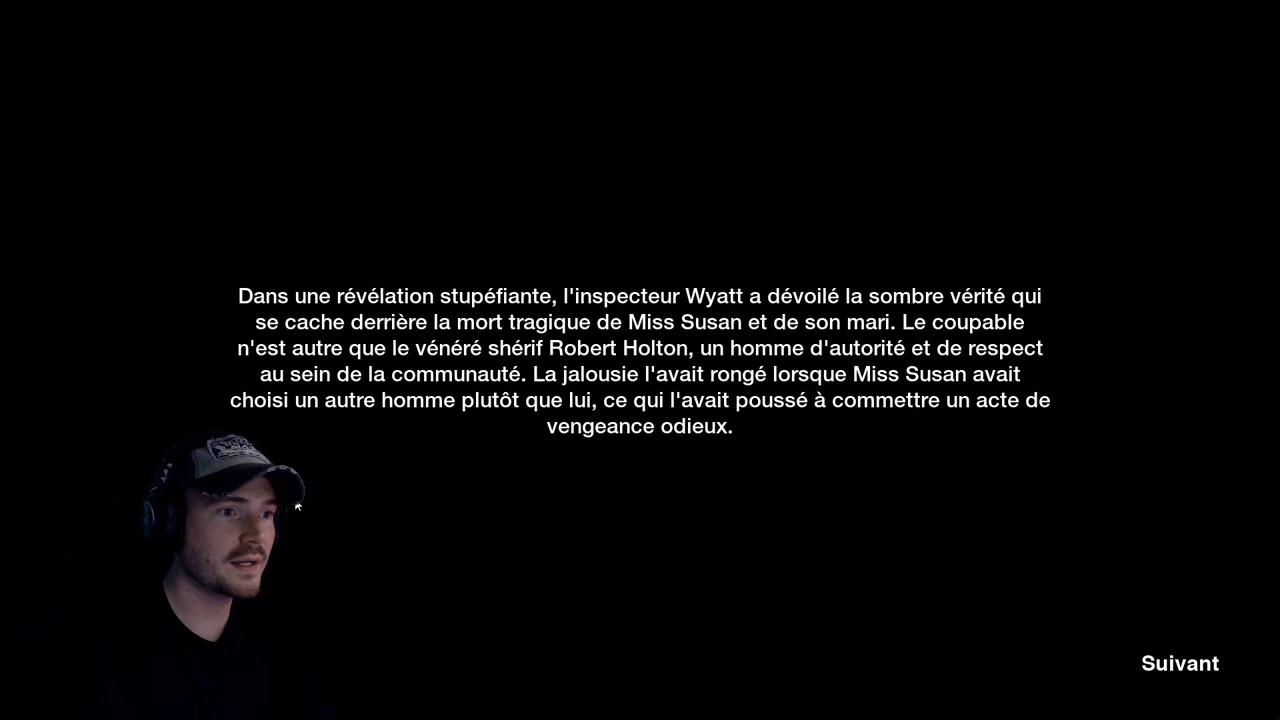 Dans une révélation stupéfiante, l'inspecteur Wyatt a dévoilé la sombre vérité qui
se cache derrière la mort tragique de Miss Susan et de son mari. Le coupable
n'est autre que le vénéré shérif Robert Holton, un homme d'autorité et de respect
au sein de la communauté. La jalousie l'avait rongé lorsque Miss Susan avait
choisi un autre homme plutôt que lui, ce qui l'avait poussé à commettre un acte de
vengeance odieux.
Suivant